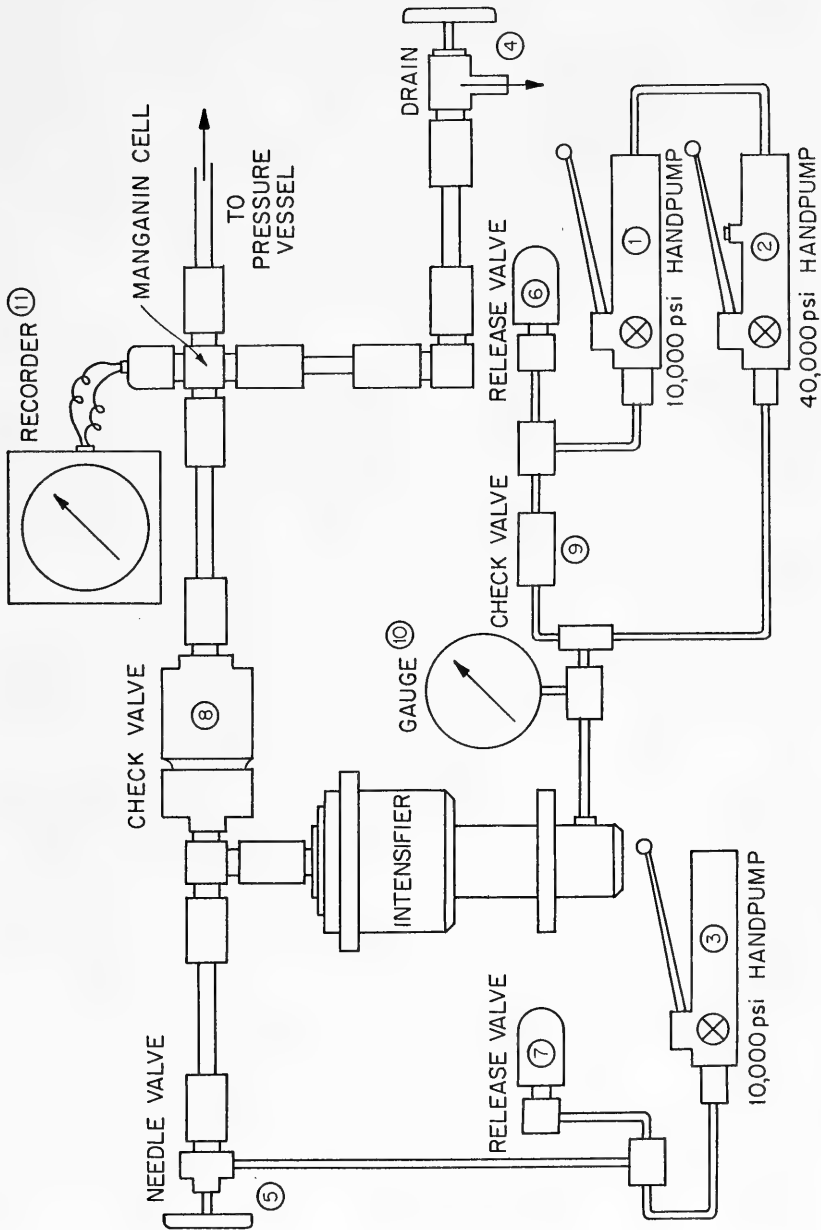 RECORDER ⑪
MANGANIN CELL
TO
PRESSURE
VESSEL
DRAIN
④
CHECK VALVE
⑧
NEEDLE VALVE
⑤
INTENSIFIER
GAUGE ⑩
CHECK VALVE
⑨
RELEASE VALVE
⑥
①
10,000 psi HANDPUMP
②
40,000 psi HANDPUMP
RELEASE VALVE
⑦
③
10,000 psi HANDPUMP